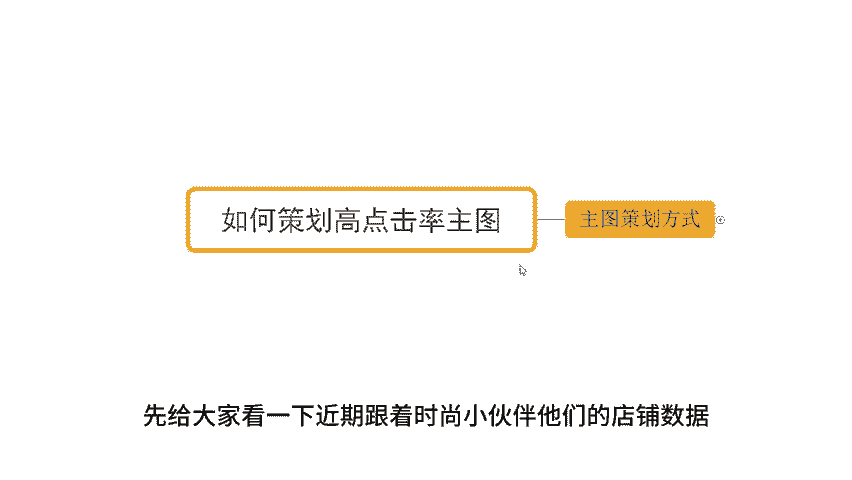 如何策划高点击率主图
主图策划方式
先给大家看一下近期跟着时尚小伙伴他们的店铺数据